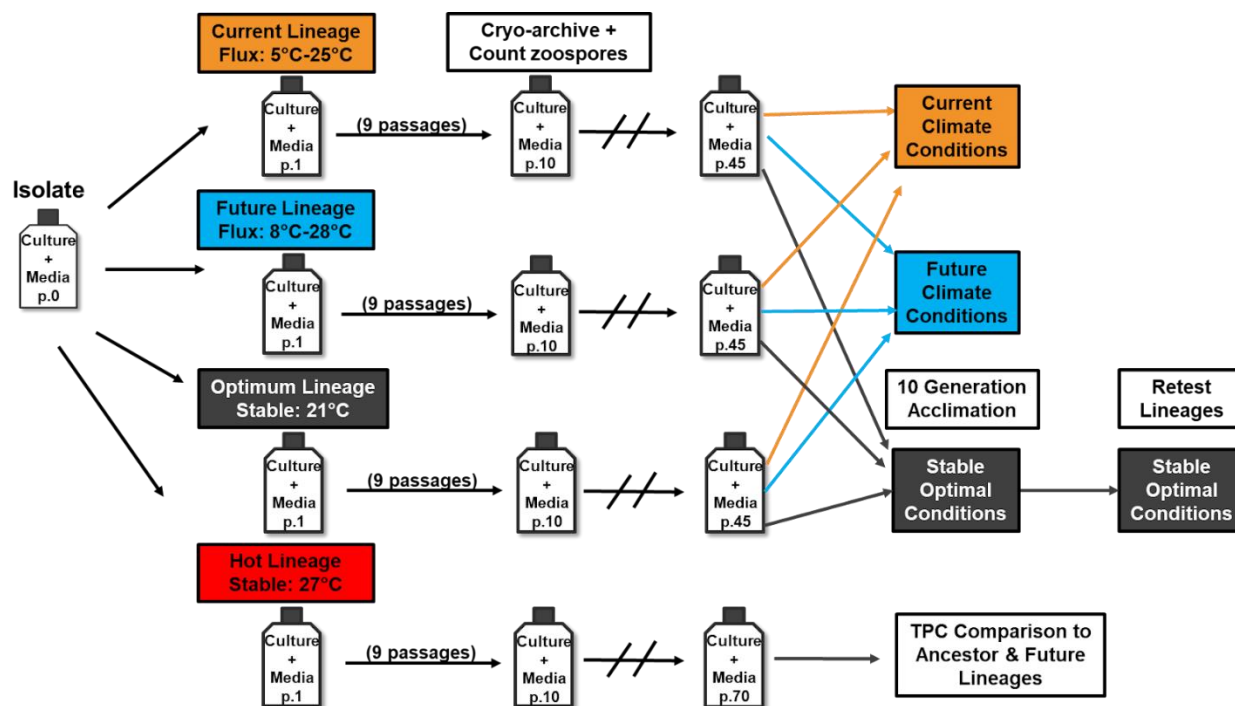 Current Lineage
Flux: 5°C-25°C
Cryo-archive +
Count zoospores
Culture
+
Media
p.1
(9 passages)
Culture
+
Media
p.10
Culture
+
Media
p.45
Current
Climate
Conditions
Isolate
Culture
+
Media
p.0
Future Lineage
Flux: 8°C-28°C
Culture
+
Media
p.1
(9 passages)
Culture
+
Media
p.10
Culture
+
Media
p.45
Future
Climate
Conditions
Optimum Lineage
Stable: 21°C
10 Generation
Acclimation
Retest
Lineages
Culture
+
Media
p.1
(9 passages)
Culture
+
Media
p.10
Culture
+
Media
p.45
Stable
Optimal
Conditions
Stable
Optimal
Conditions
Hot Lineage
Stable: 27°C
Culture
+
Media
p.1
(9 passages)
Culture
+
Media
p.10
Culture
+
Media
p.70
TPC Comparison to
Ancestor & Future
Lineages